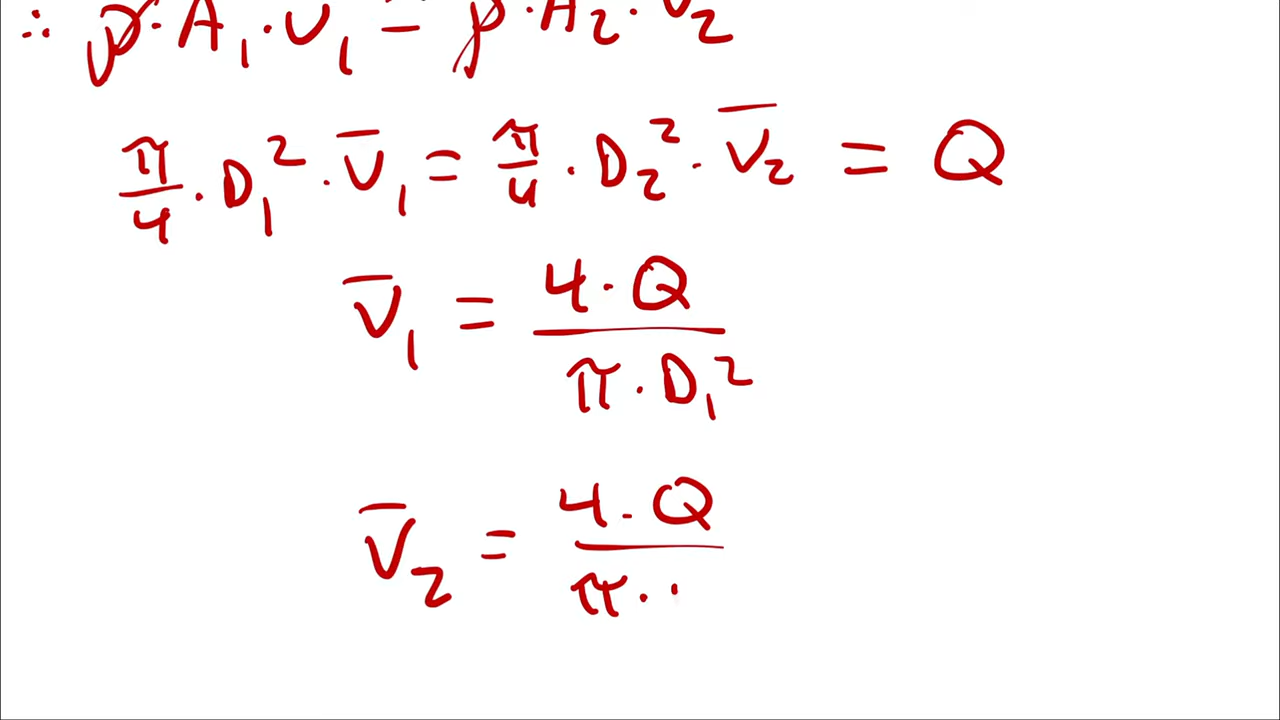 ∴ ρ·A₁·V₁ = ρ·A₂·V₂
π/4 · D₁² · V̅₁ = π/4 · D₂² · V̅₂ = Q
V̅₁ = 4·Q / π·D₁²
V̅₂ = 4·Q / π·